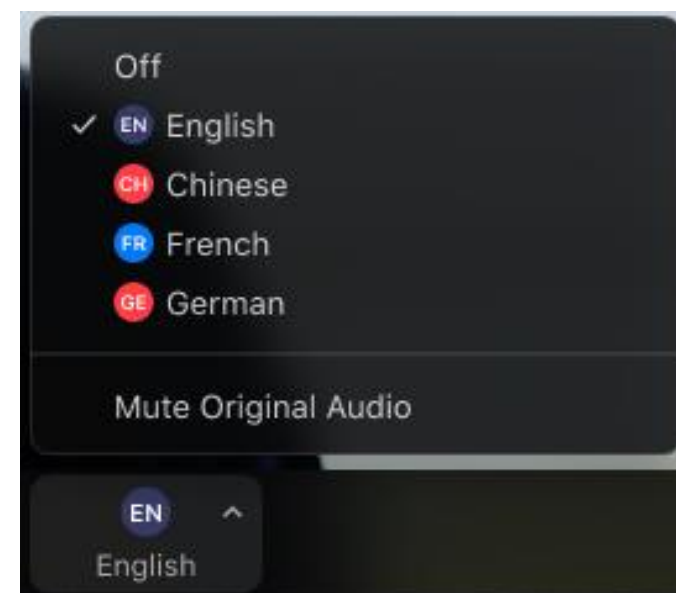 Off
EN English
CH Chinese
FR French
GE German
Mute Original Audio
EN
English